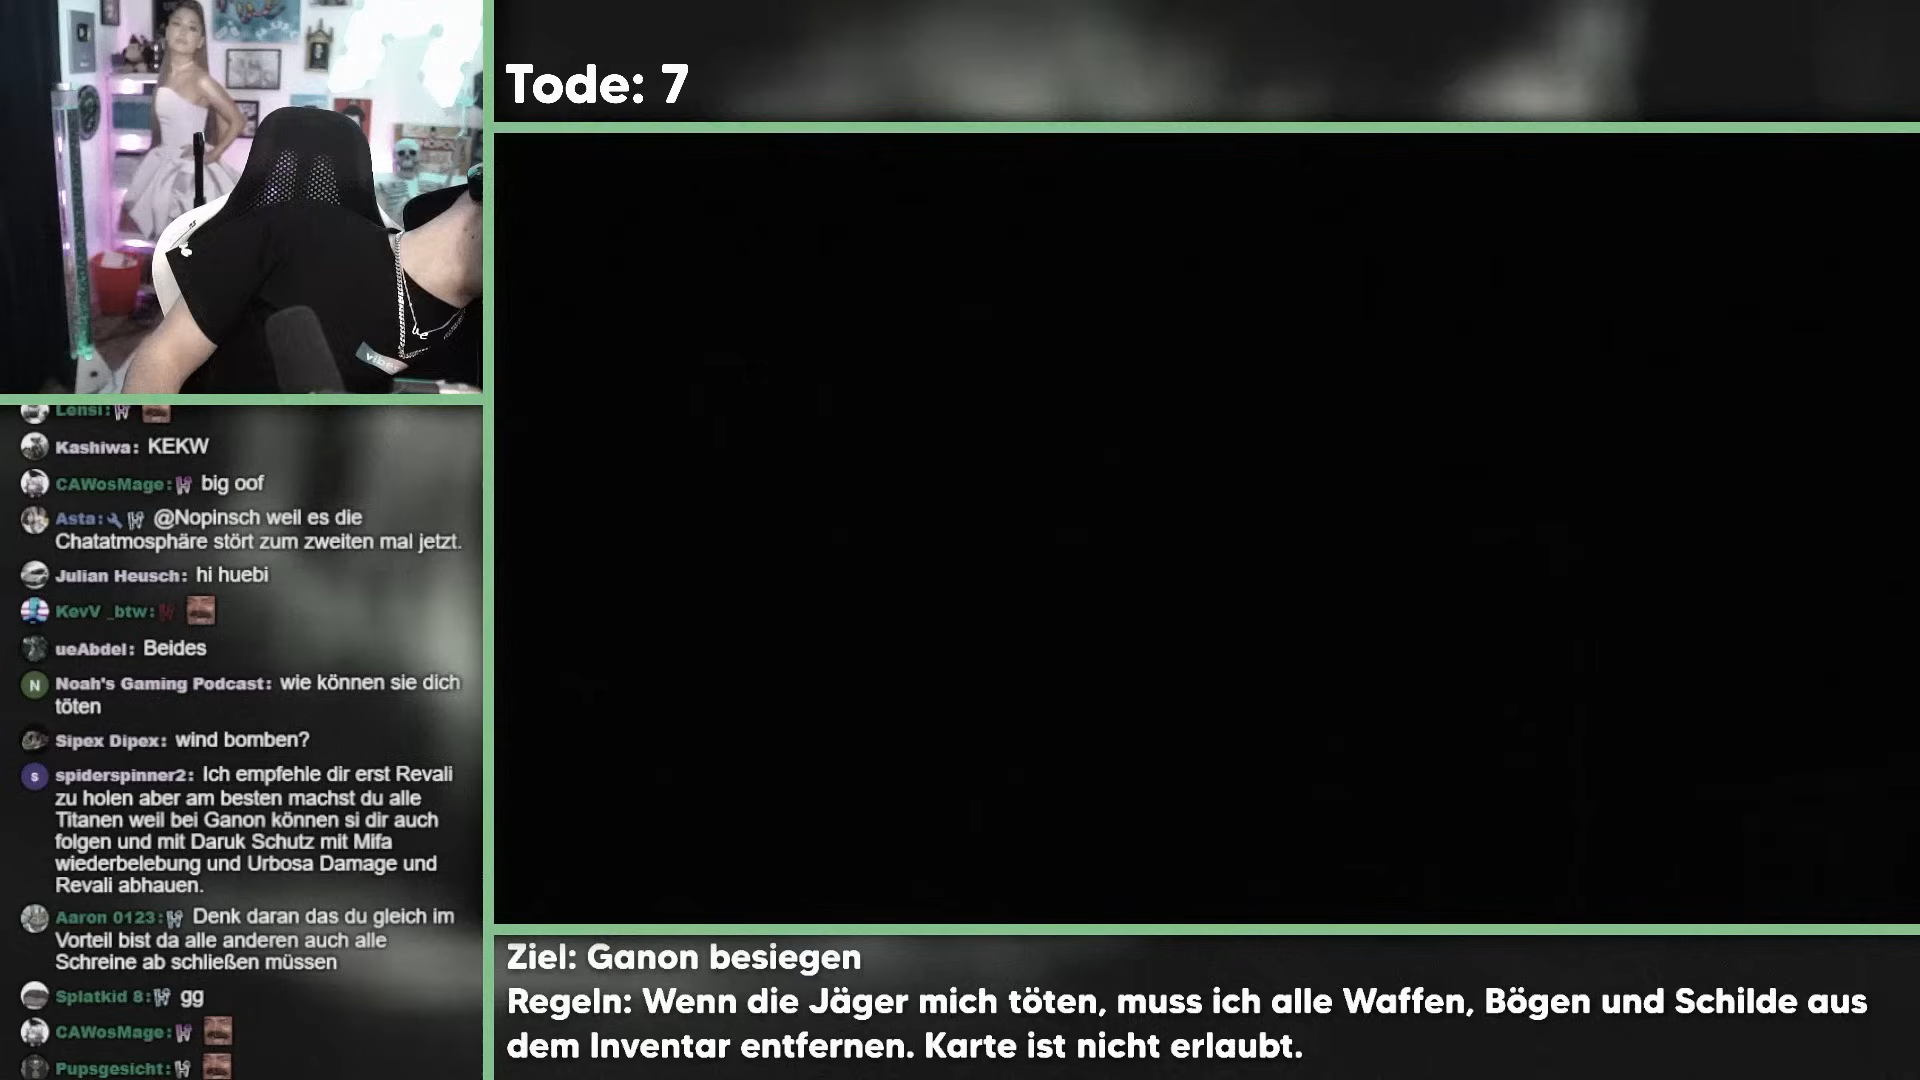 Tode: 7
Lensi:
Kashiwa: KEKW
CAWosMage: big oof
Asta: @Nopinsch weil es die
Chatatmosphäre stört zum zweiten mal jetzt.
Julian Heusch: hi huebi
KevV _btw:
ueAbdel: Beides
Noah's Gaming Podcast: wie können sie dich
töten
Sipex Dipex: wind bomben?
spiderspinner2: Ich empfehle dir erst Revali
zu holen aber am besten machst du alle
Titanen weil bei Ganon können si dir auch
folgen und mit Daruk Schutz mit Mifa
wiederbelebung und Urbosa Damage und
Revali abhauen.
Aaron 0123: Denk daran das du gleich im
Vorteil bist da alle anderen auch alle
Schreine ab schließen müssen
Splatkid 8: gg
CAWosMage:
Pupsgesicht:
Ziel: Ganon besiegen
Regeln: Wenn die Jäger mich töten, muss ich alle Waffen, Bögen und Schilde aus
dem Inventar entfernen. Karte ist nicht erlaubt.